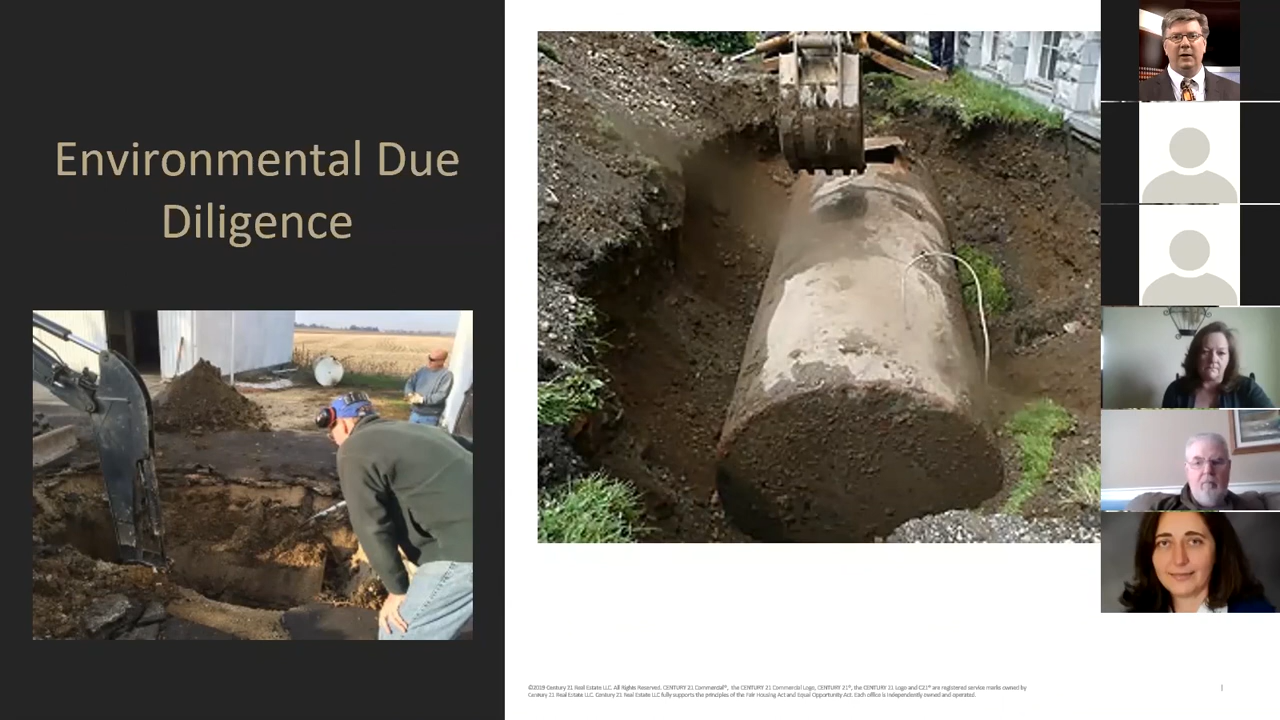 Environmental Due
Diligence
©2019 Century 21 Real Estate LLC. All Rights Reserved. CENTURY 21 Commercial®, the CENTURY 21 Commercial Logo, CENTURY 21®, the CENTURY 21 Logo and C21® are registered service marks owned by
Century 21 Real Estate LLC. Century 21 Real Estate LLC fully supports the principles of the Fair Housing Act and Equal Opportunity Act. Each office is independently owned and operated.